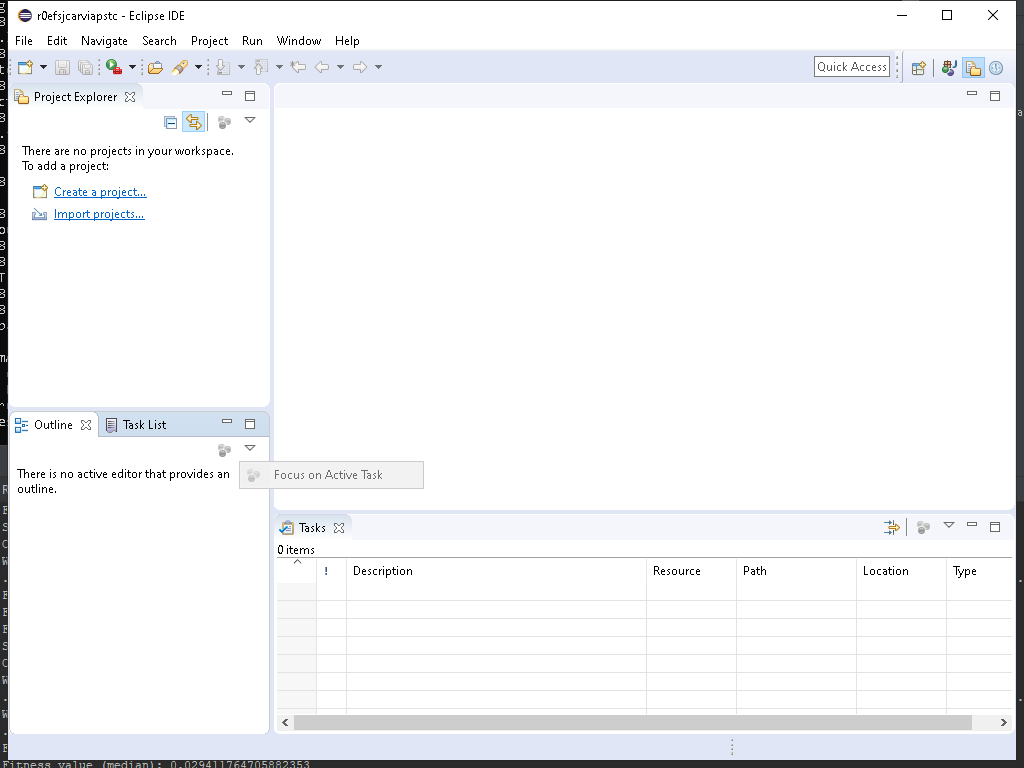 r0efsjcarviapstc - Eclipse IDE
File Edit Navigate Search Project Run Window Help
Quick Access
Project Explorer
There are no projects in your workspace.
To add a project:
Create a project...
Import projects...
Outline Task List
There is no active editor that provides an
outline.
Focus on Active Task
Tasks
0 items
! Description Resource Path Location Type
Fitness value (median): 0.029411764705882353